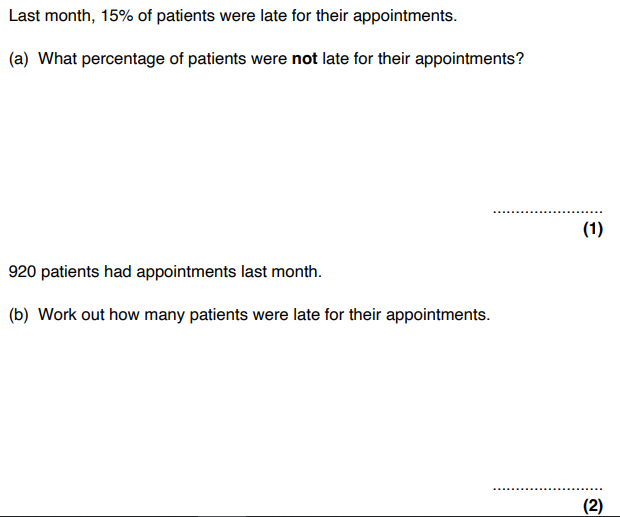 Last month, 15% of patients were late for their appointments.
(a) What percentage of patients were not late for their appointments?
........................
(1)
920 patients had appointments last month.
(b) Work out how many patients were late for their appointments.
........................
(2)